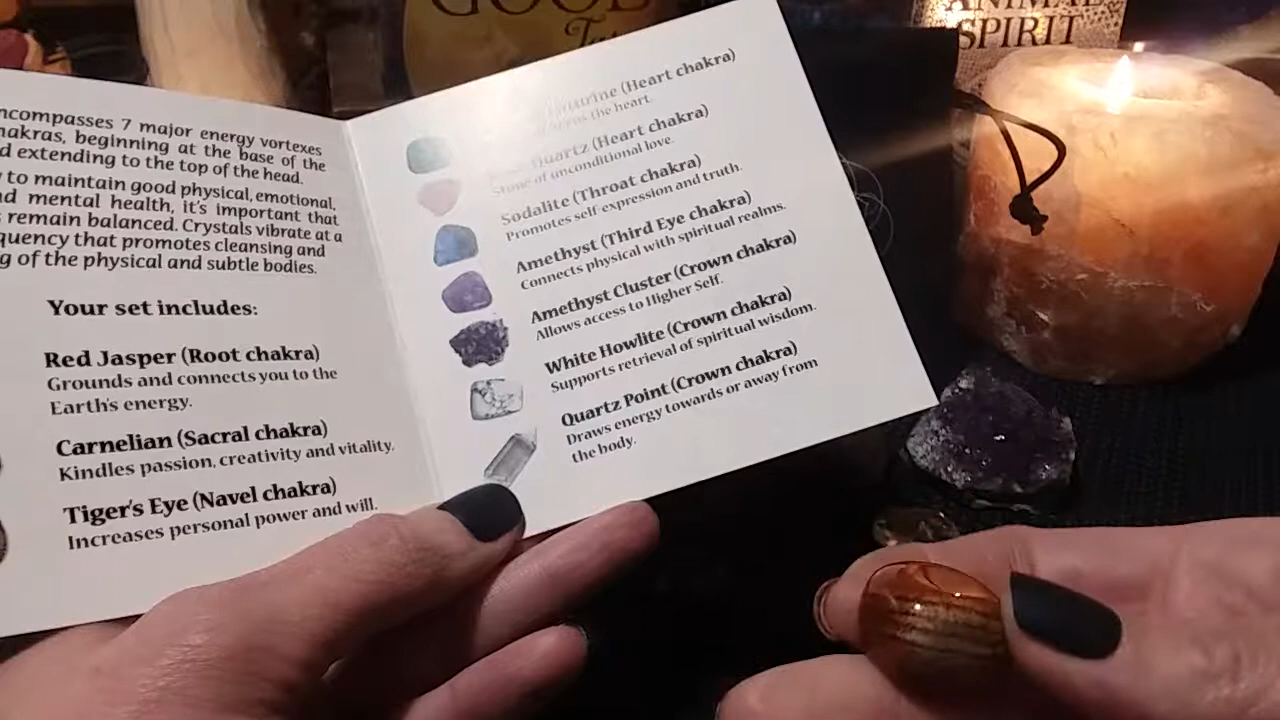 GOOD
Tarot
ANIMAL
SPIRIT
ncompasses 7 major energy vortexes
hakras, beginning at the base of the
d extending to the top of the head.
to maintain good physical, emotional,
nd mental health, it's important that
s remain balanced. Crystals vibrate at a
quency that promotes cleansing and
g of the physical and subtle bodies.
Your set includes:
Red Jasper (Root chakra)
Grounds and connects you to the
Earth's energy.
Carnelian (Sacral chakra)
Kindles passion, creativity and vitality.
Tiger's Eye (Navel chakra)
Increases personal power and will.
(Heart chakra)
the heart.
Quartz (Heart chakra)
Stone of unconditional love.
Sodalite (Throat chakra)
Promotes self-expression and truth.
Amethyst (Third Eye chakra)
Connects physical with spiritual realms.
Amethyst Cluster (Crown chakra)
Allows access to Higher Self.
White Howlite (Crown chakra)
Supports retrieval of spiritual wisdom.
Quartz Point (Crown chakra)
Draws energy towards or away from
the body.